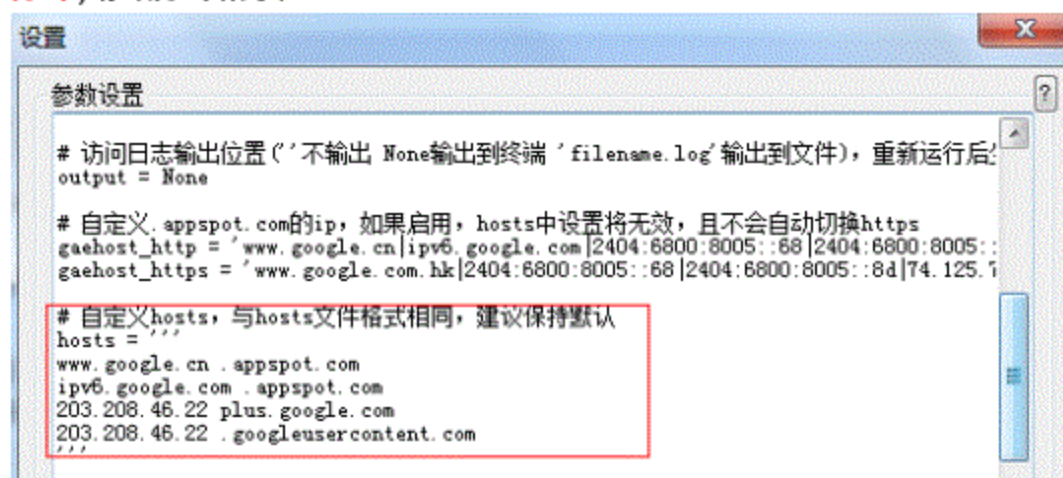 设置
参数设置
?
# 访问日志输出位置(''不输出 None输出到终端 'filename.log'输出到文件),重新运行后
output = None
# 自定义.appspot.com的ip,如果启用,hosts中设置将无效,且不会自动切换https
gaehost_http = 'www.google.cn|ipv6.google.com|2404:6800:8005::68|2404:6800:8005::
gaehost_https = 'www.google.com.hk|2404:6800:8005::68|2404:6800:8005::8d|74.125.
# 自定义hosts,与hosts文件格式相同,建议保持默认
hosts = '''
www.google.cn .appspot.com
ipv6.google.com .appspot.com
203.208.46.22 plus.google.com
203.208.46.22 .googleusercontent.com
'''